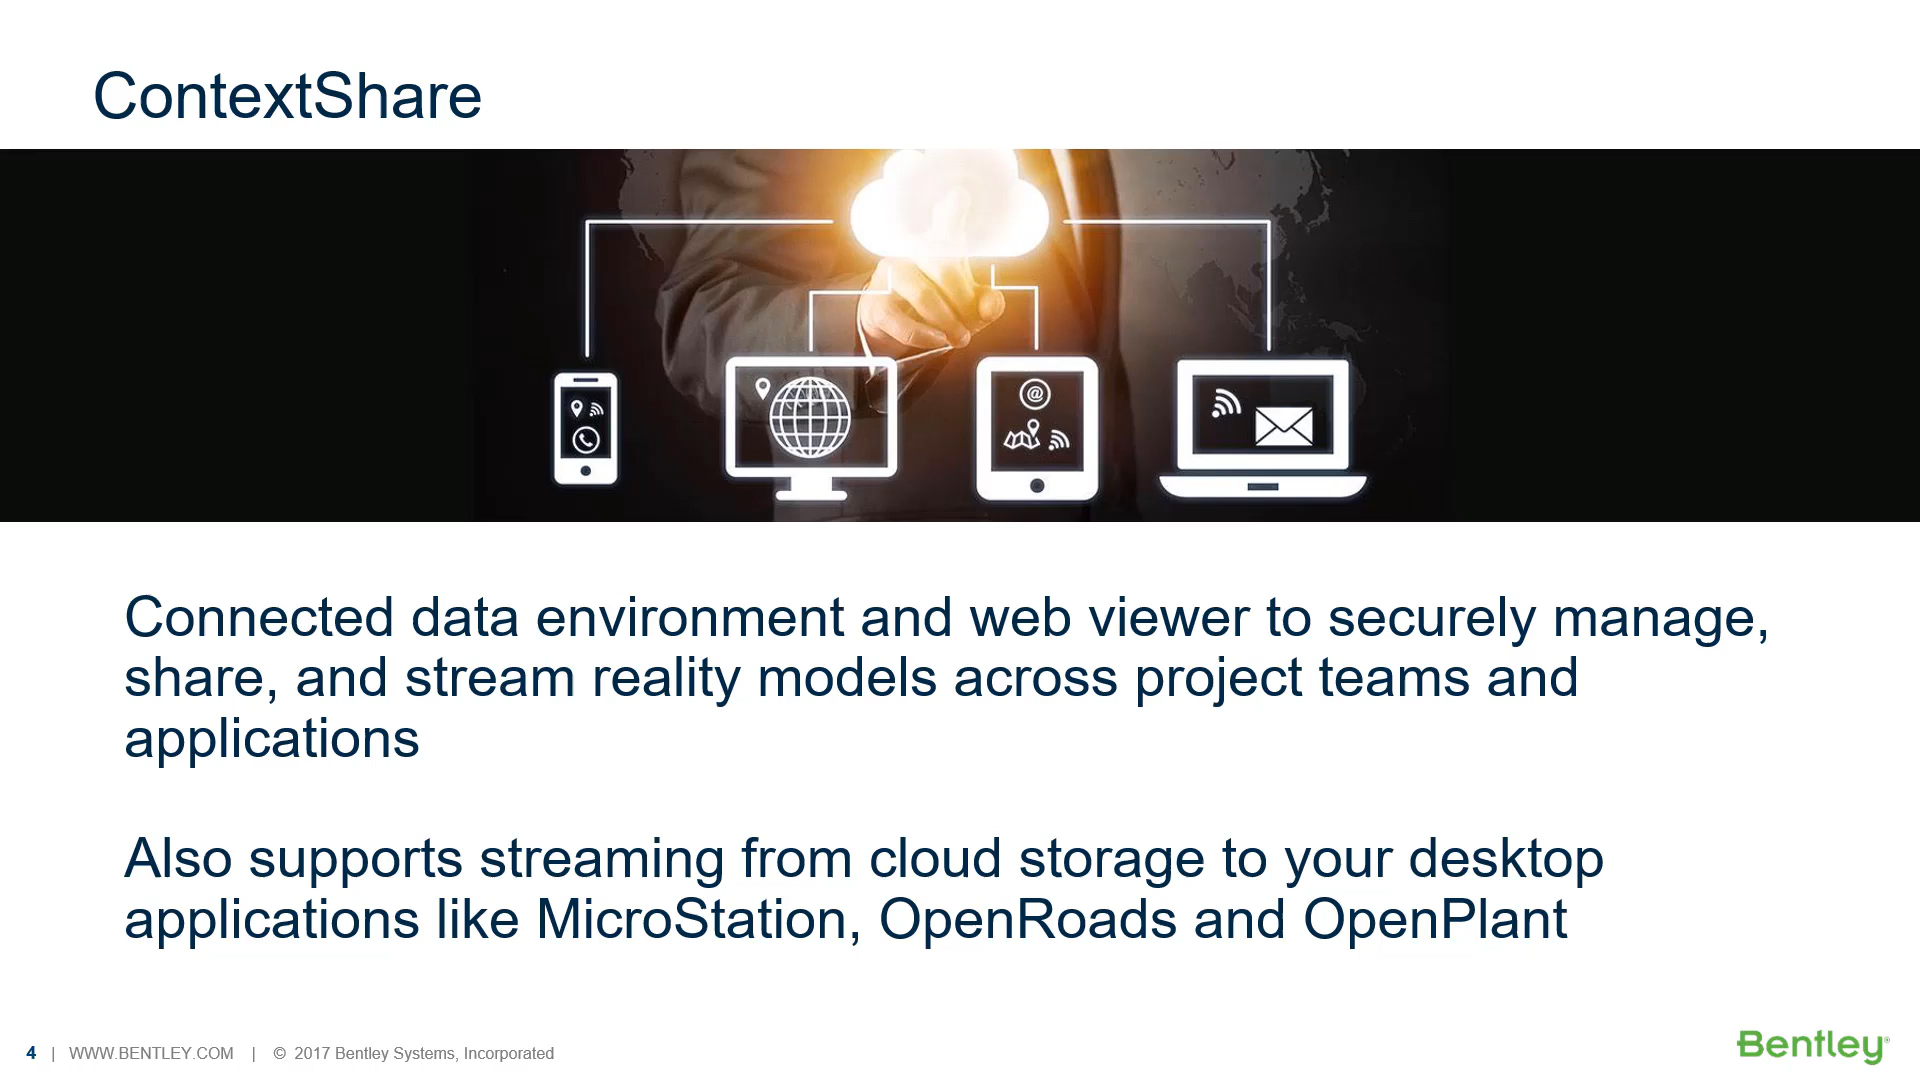 ContextShare
@
Connected data environment and web viewer to securely manage,
share, and stream reality models across project teams and
applications
Also supports streaming from cloud storage to your desktop
applications like MicroStation, OpenRoads and OpenPlant
4 | WWW.BENTLEY.COM | © 2017 Bentley Systems, Incorporated
Bentley®